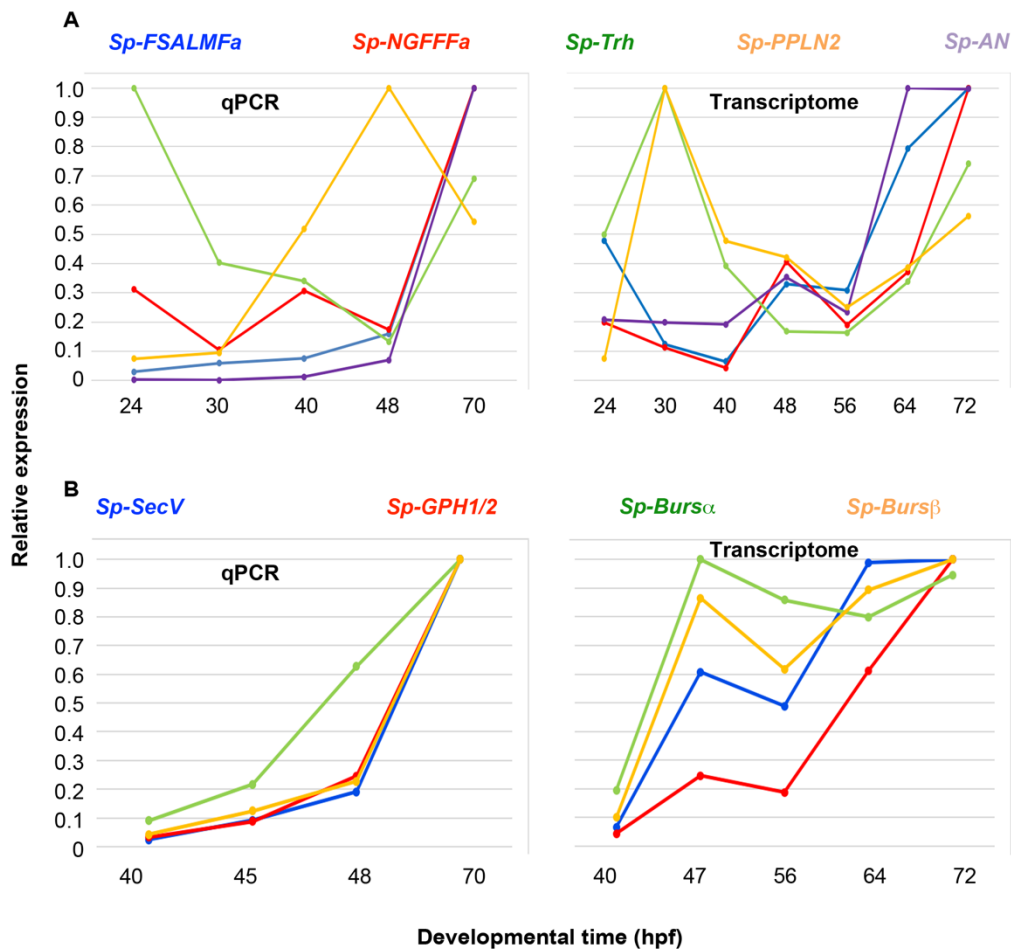 A
Sp-FSALMFa Sp-NGFFFa Sp-Trh Sp-PPLN2 Sp-AN
qPCR
Transcriptome
1.0
0.9
0.8
0.7
0.6
0.5
0.4
0.3
0.2
0.1
0
24 30 40 48 70
24 30 40 48 56 64 72
Relative expression
B
Sp-SecV Sp-GPH1/2 Sp-Bursα Sp-Bursβ
qPCR
Transcriptome
1.0
0.9
0.8
0.7
0.6
0.5
0.4
0.3
0.2
0.1
0
40 45 48 70
40 47 56 64 72
Developmental time (hpf)